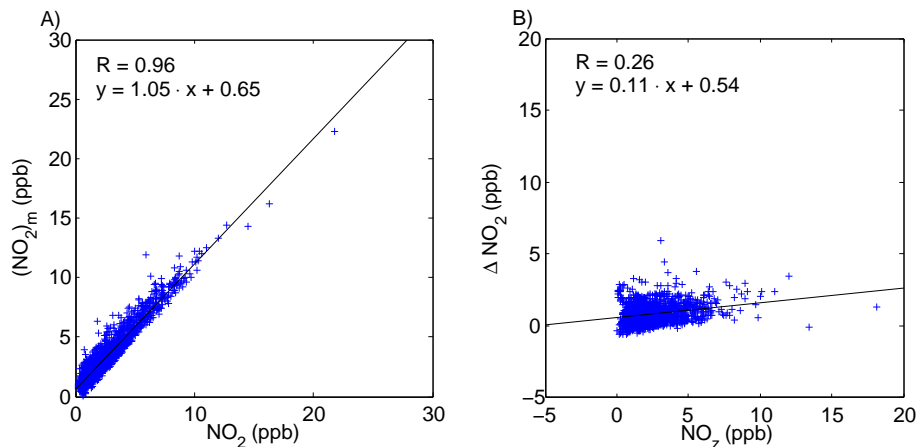 A)
R = 0.96
y = 1.05 · x + 0.65
(NO₂)ₘ (ppb)
30
25
20
15
10
5
0
0 10 20 30
NO₂ (ppb)
B)
R = 0.26
y = 0.11 · x + 0.54
Δ NO₂ (ppb)
20
15
10
5
0
−5
−5 0 5 10 15 20
NO_z (ppb)